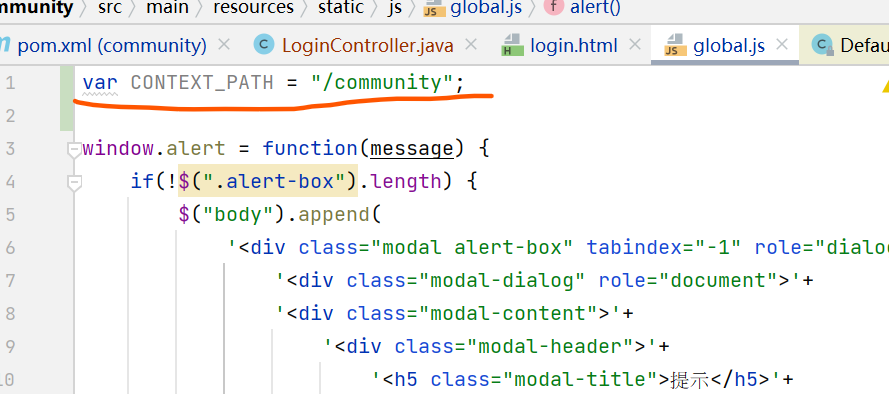 mmunity › src › main › resources › static › js › global.js › alert()
pom.xml (community) LoginController.java login.html global.js Defau
1 var CONTEXT_PATH = "/community";
2
3 window.alert = function(message) {
4 if(!$(".alert-box").length) {
5 $("body").append(
6 '<div class="modal alert-box" tabindex="-1" role="dialo
7 '<div class="modal-dialog" role="document">'+
8 '<div class="modal-content">'+
9 '<div class="modal-header">'+
10 '<h5 class="modal-title">提示</h5>'+